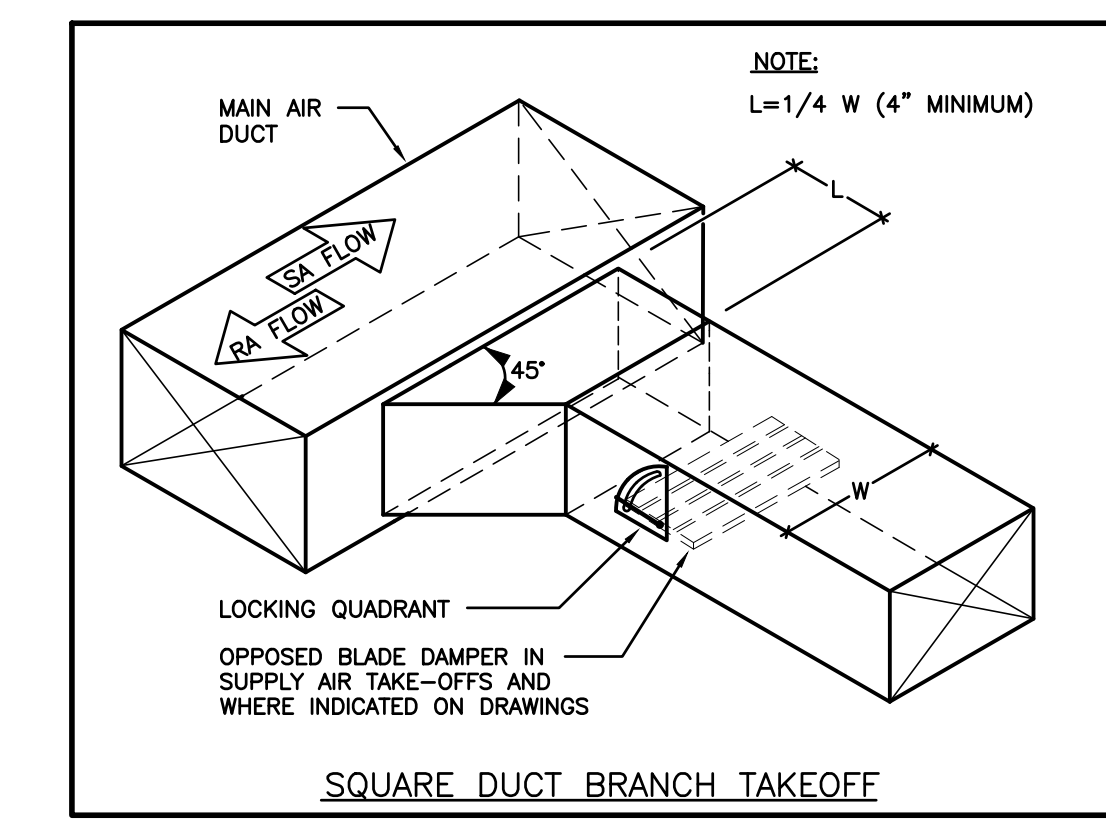 NOTE:
L=1/4 W (4" MINIMUM)
MAIN AIR
DUCT
L
SA FLOW
RA FLOW
45°
W
LOCKING QUADRANT
OPPOSED BLADE DAMPER IN
SUPPLY AIR TAKE-OFFS AND
WHERE INDICATED ON DRAWINGS
SQUARE DUCT BRANCH TAKEOFF